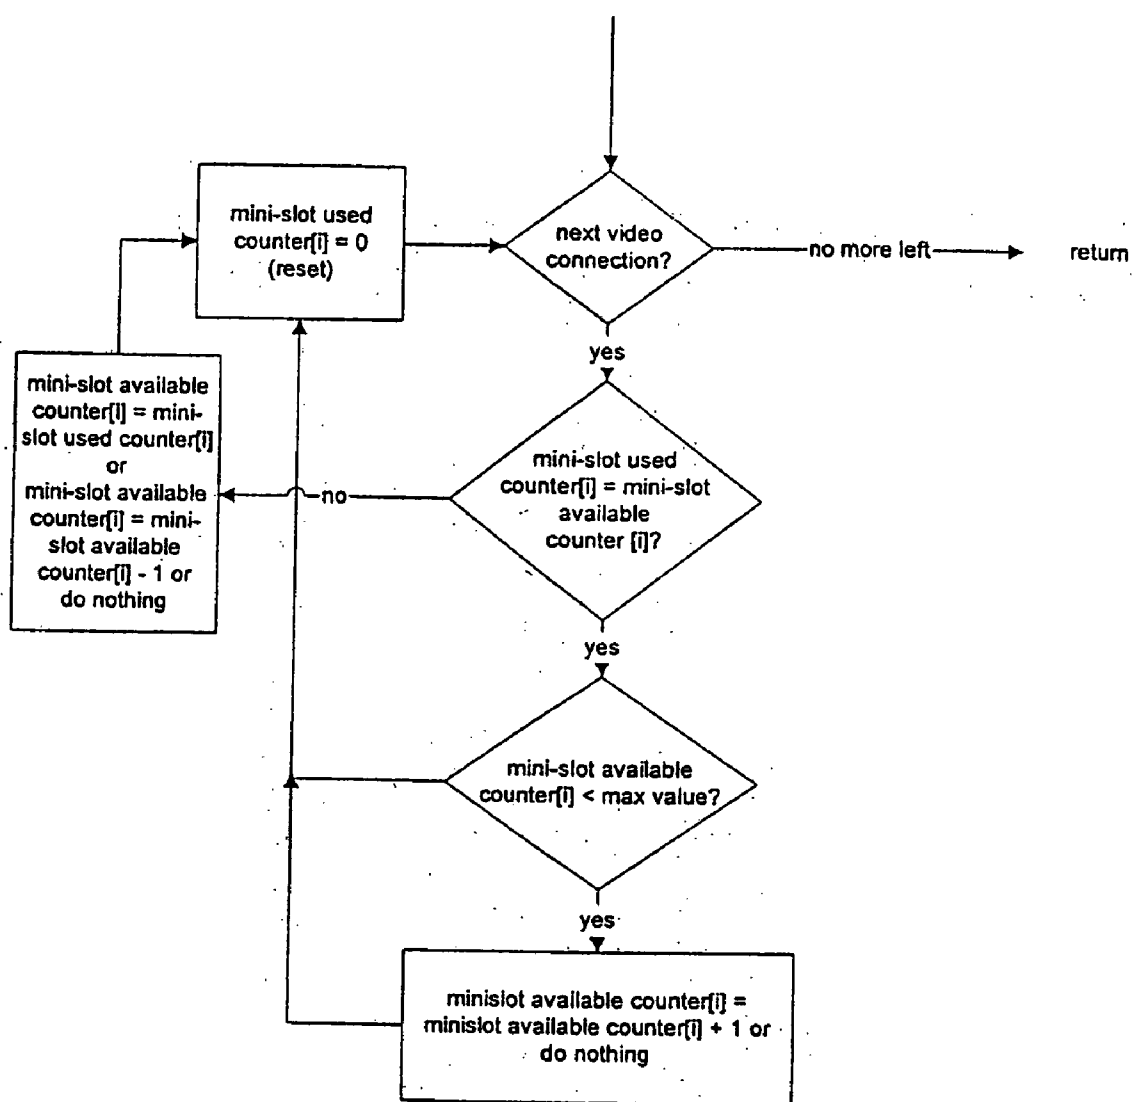 mini-slot used
counter[i] = 0
(reset)
next video
connection?
no more left
return
yes
mini-slot available
counter[i] = mini-
slot used counter[i]
or
mini-slot available
counter[i] = mini-
slot available
counter[i] - 1 or
do nothing
no
mini-slot used
counter[i] = mini-slot
available
counter [i]?
yes
mini-slot available
counter[i] < max value?
yes
minislot available counter[i] =
minislot available counter[i] + 1 or
do nothing